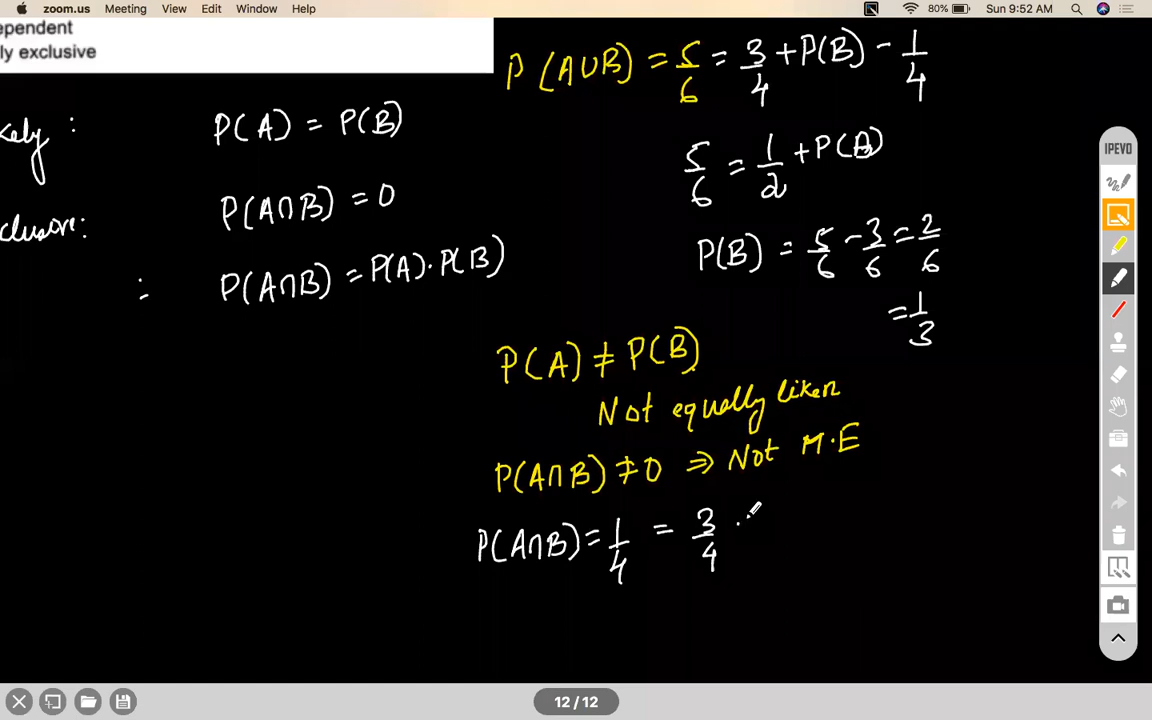 zoom.us Meeting View Edit Window Help 80% Sun 9:52 AM
ependent
ly exclusive
P(A∪B) = 5/6 = 3/4 + P(B) - 1/4
kely : P(A) = P(B)
5/6 = 1/2 + P(B)
P(A∩B) = 0
clusion:
P(B) = 5/6 - 3/6 = 2/6
: P(A∩B) = P(A)·P(B)
= 1/3
P(A) ≠ P(B)
Not equally likely
P(A∩B) ≠ 0 ⇒ Not M.E
P(A∩B) = 1/4 = 3/4 ·
IPEVO
12 / 12